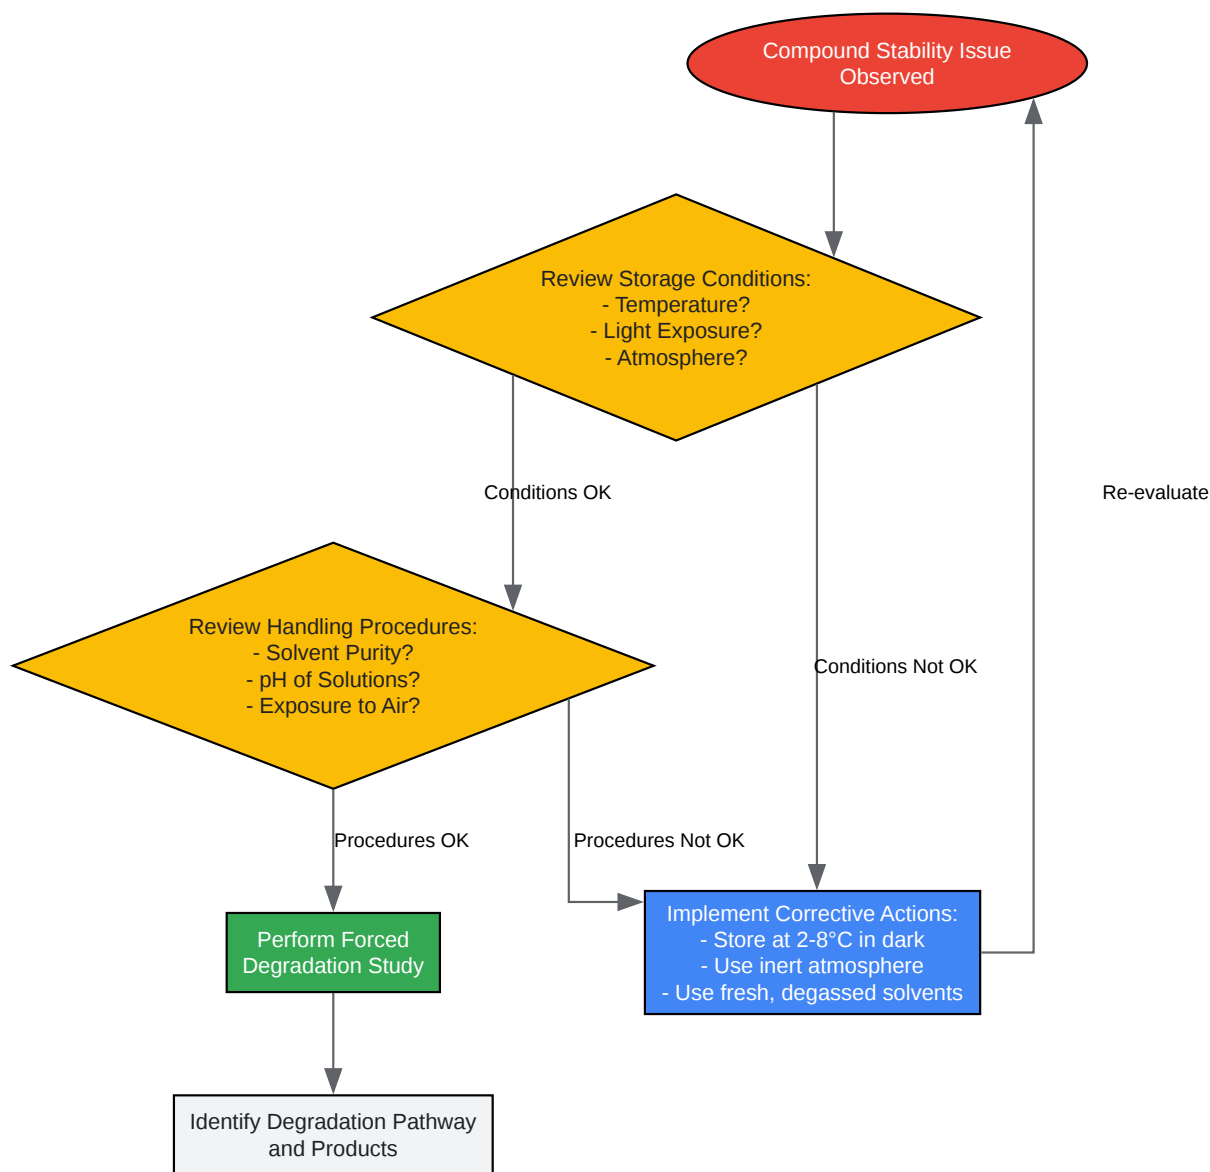 Compound Stability Issue
Observed
Review Storage Conditions:
- Temperature?
- Light Exposure?
- Atmosphere?
Conditions OK
Re-evaluate
Review Handling Procedures:
- Solvent Purity?
- pH of Solutions?
- Exposure to Air?
Conditions Not OK
Procedures OK
Procedures Not OK
Implement Corrective Actions:
- Store at 2-8°C in dark
- Use inert atmosphere
- Use fresh, degassed solvents
Perform Forced
Degradation Study
Identify Degradation Pathway
and Products